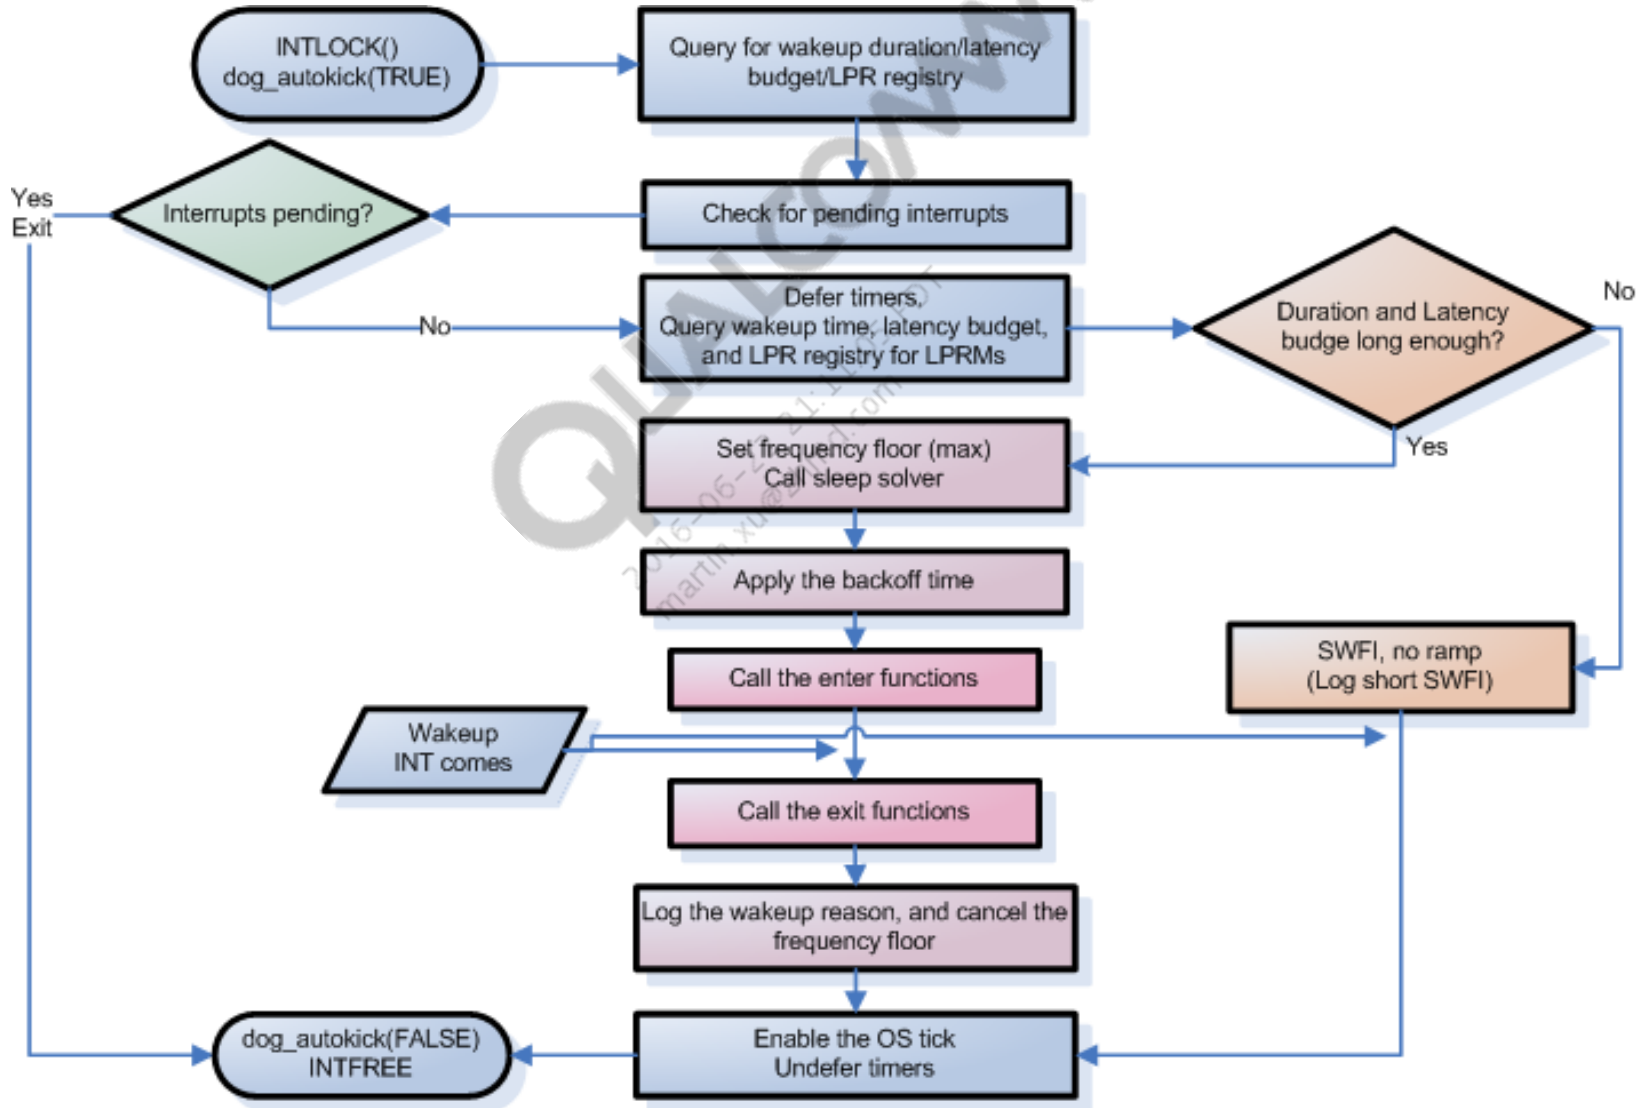 INTLOCK()
dog_autokick(TRUE)
Query for wakeup duration/latency
budget/LPR registry
Yes
Exit
Interrupts pending?
Check for pending interrupts
No
Defer timers,
Query wakeup time, latency budget,
and LPR registry for LPRMs
Duration and Latency
budge long enough?
No
Yes
Set frequency floor (max)
Call sleep solver
Apply the backoff time
Call the enter functions
SWFI, no ramp
(Log short SWFI)
Wakeup
INT comes
Call the exit functions
Log the wakeup reason, and cancel the
frequency floor
Enable the OS tick
Undefer timers
dog_autokick(FALSE)
INTFREE
QUALCOMM